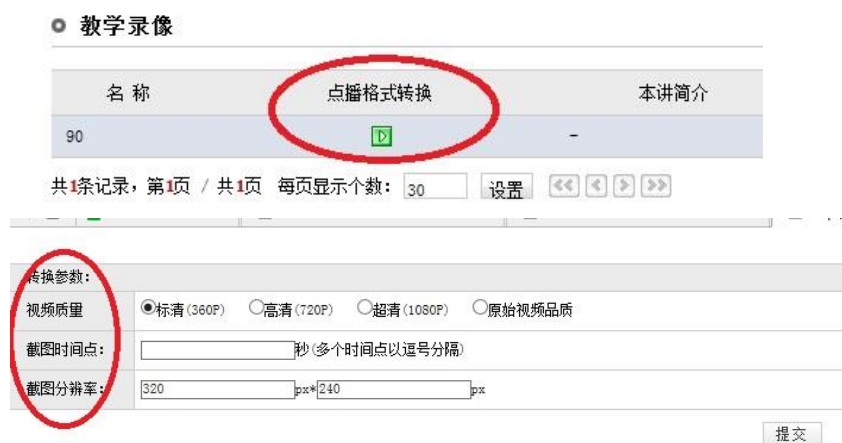 教学录像
名 称 点播格式转换 本讲简介
90 -
共1条记录，第1页 / 共1页 每页显示个数： 30 设置
转换参数：
视频质量 标清(360P) 高清(720P) 超清(1080P) 原始视频品质
截图时间点： 秒(多个时间点以逗号分隔)
截图分辨率： 320 px*240 px
提交